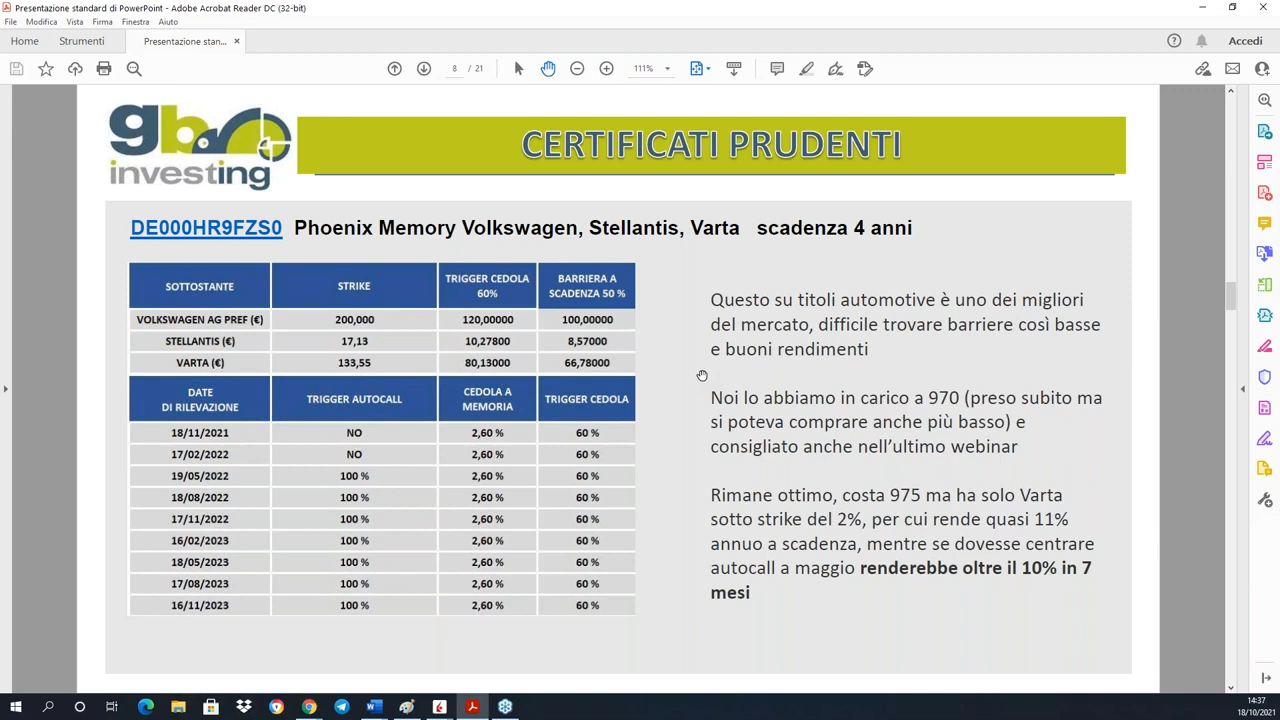 Presentazione standard di PowerPoint - Adobe Acrobat Reader DC (32-bit)
File Modifica Vista Firma Finestra Aiuto
Home Strumenti Presentazione stan... × Accedi
8 / 21 111%
gbo investing
CERTIFICATI PRUDENTI
DE000HR9FZS0 Phoenix Memory Volkswagen, Stellantis, Varta scadenza 4 anni
SOTTOSTANTE STRIKE TRIGGER CEDOLA 60% BARRIERA A SCADENZA 50 %
VOLKSWAGEN AG PREF (€) 200,000 120,00000 100,00000
STELLANTIS (€) 17,13 10,27800 8,57000
VARTA (€) 133,55 80,13000 66,78000
DATE DI RILEVAZIONE TRIGGER AUTOCALL CEDOLA A MEMORIA TRIGGER CEDOLA
18/11/2021 NO 2,60 % 60 %
17/02/2022 NO 2,60 % 60 %
19/05/2022 100 % 2,60 % 60 %
18/08/2022 100 % 2,60 % 60 %
17/11/2022 100 % 2,60 % 60 %
16/02/2023 100 % 2,60 % 60 %
18/05/2023 100 % 2,60 % 60 %
17/08/2023 100 % 2,60 % 60 %
16/11/2023 100 % 2,60 % 60 %
Questo su titoli automotive è uno dei migliori
del mercato, difficile trovare barriere così basse
e buoni rendimenti
Noi lo abbiamo in carico a 970 (preso subito ma
si poteva comprare anche più basso) e
consigliato anche nell’ultimo webinar
Rimane ottimo, costa 975 ma ha solo Varta
sotto strike del 2%, per cui rende quasi 11%
annuo a scadenza, mentre se dovesse centrare
autocall a maggio renderebbe oltre il 10% in 7
mesi
14:37
18/10/2021